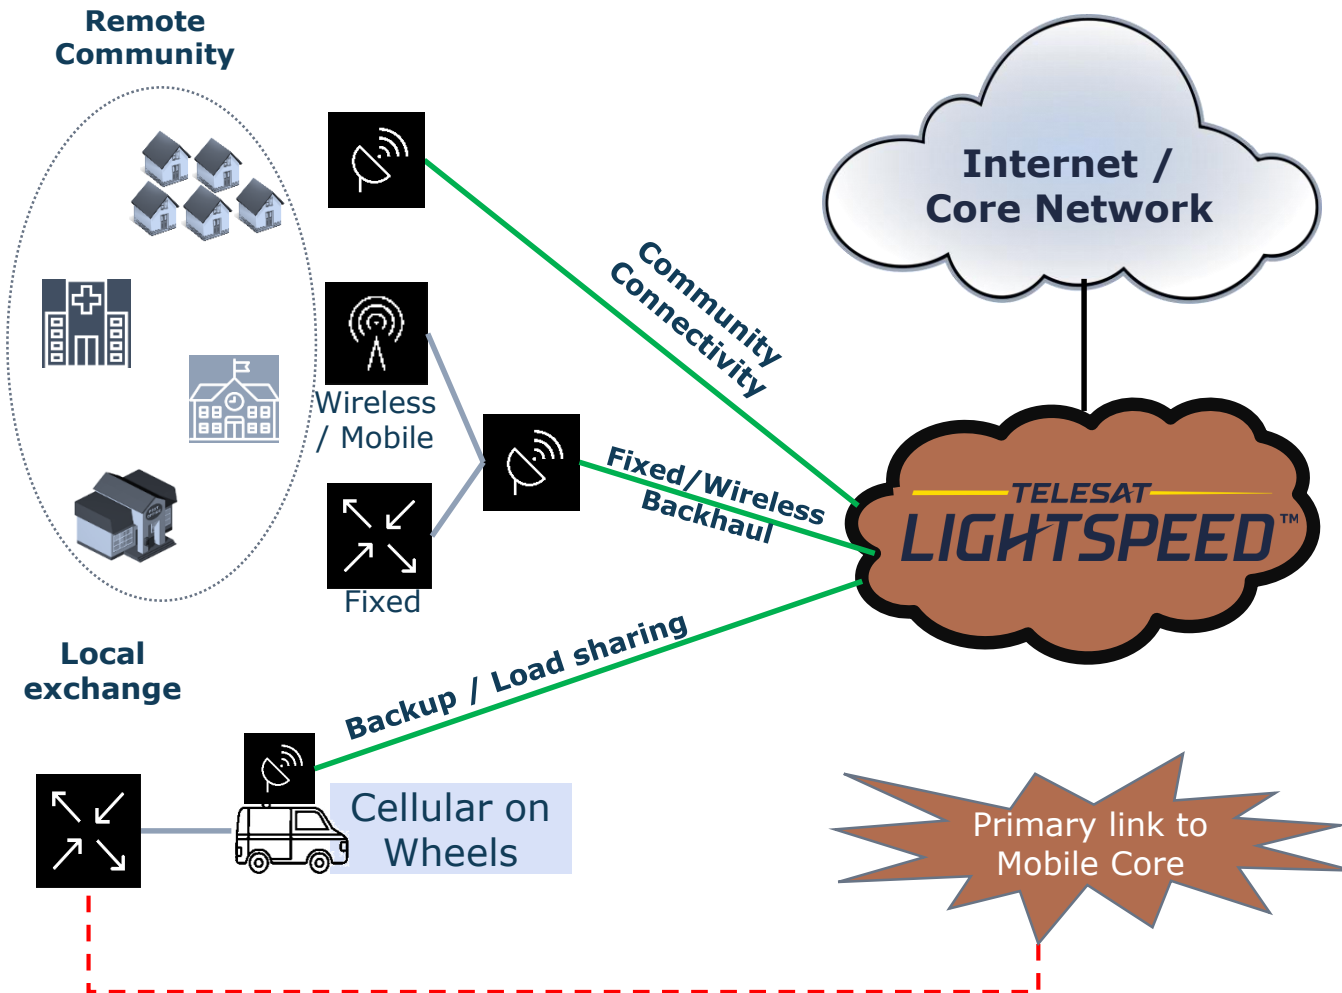 Remote
Community
Internet /
Core Network
Community
Connectivity
Wireless
/ Mobile
Fixed/Wireless
Backhaul
TELESAT
LIGHTSPEED™
Fixed
Local
exchange
Backup / Load sharing
Cellular on
Wheels
Primary link to
Mobile Core